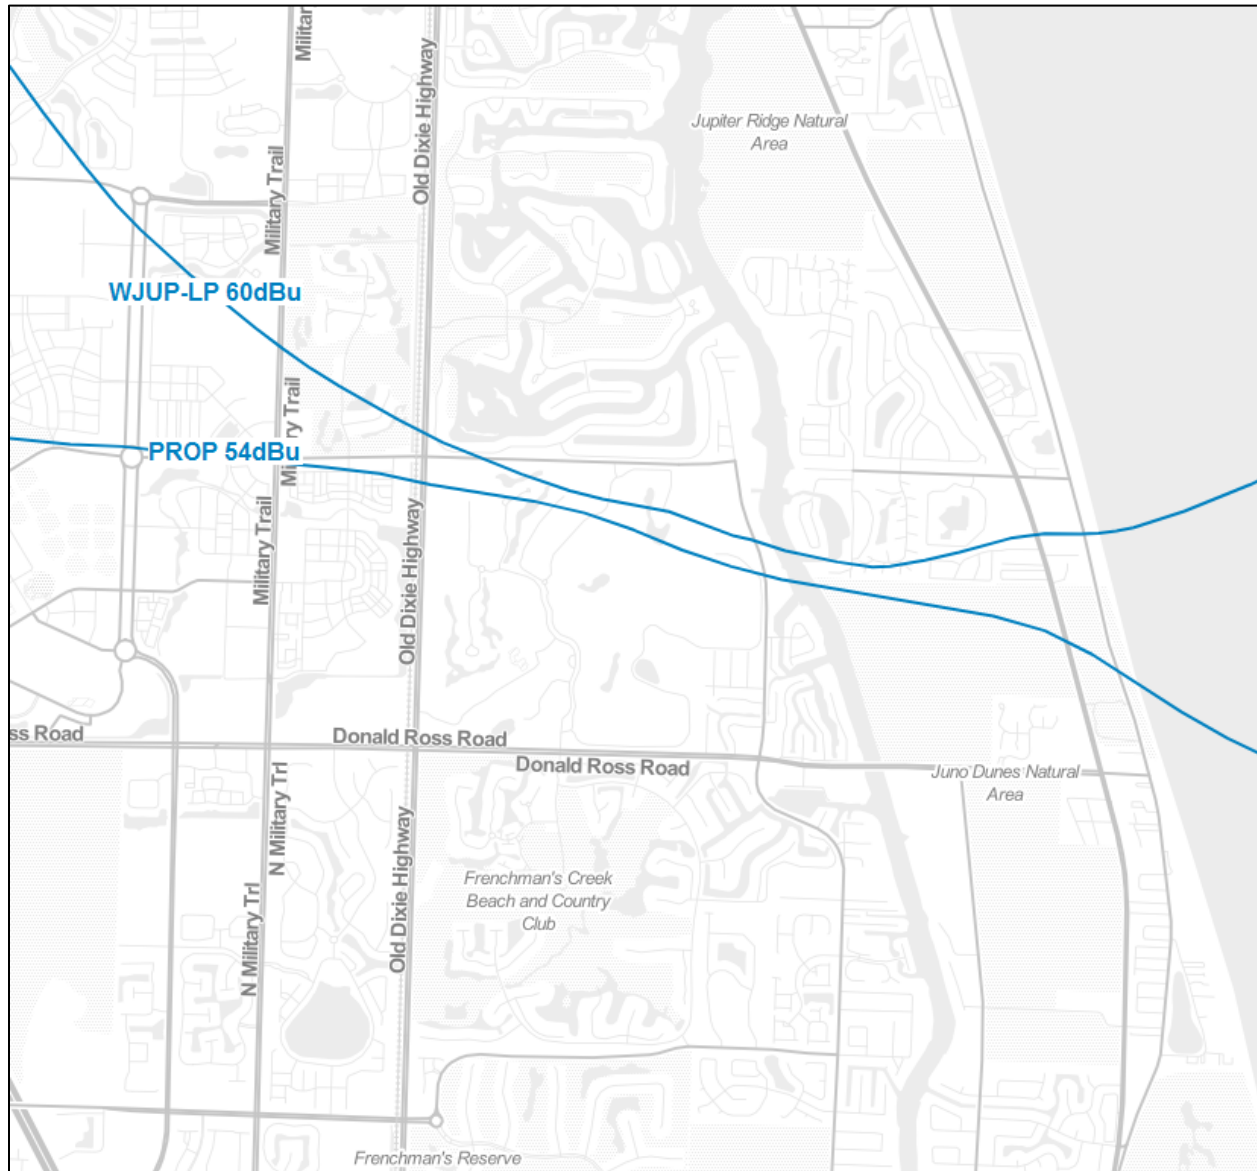 Military
Old Dixie Highway
Jupiter Ridge Natural
Area
Military Trail
WJUP-LP 60dBu
Military Trail
PROP 54dBu
Military Trail
Old Dixie Highway
ss Road
Donald Ross Road
Donald Ross Road
Juno Dunes Natural
Area
N Military Trl
Old Dixie Highway
Frenchman's Creek
Beach and Country
Club
N Military Trl
Frenchman's Reserve